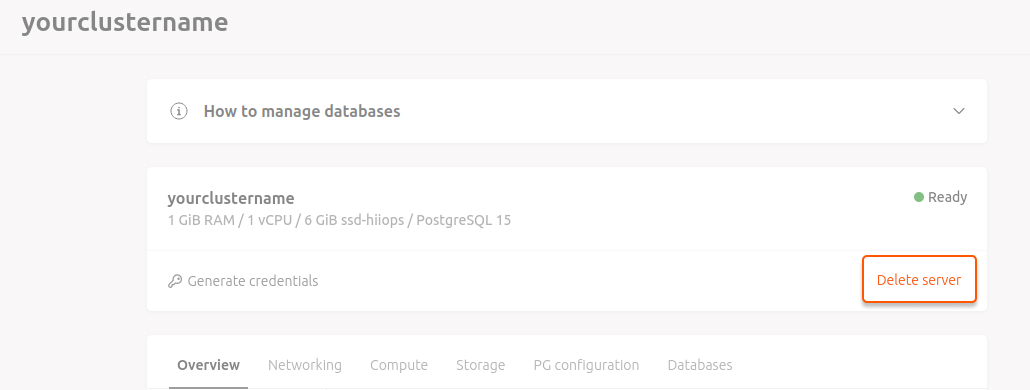 yourclustername
How to manage databases
yourclustername
Ready
1 GiB RAM / 1 vCPU / 6 GiB ssd-hiiops / PostgreSQL 15
Generate credentials
Delete server
Overview Networking Compute Storage PG configuration Databases